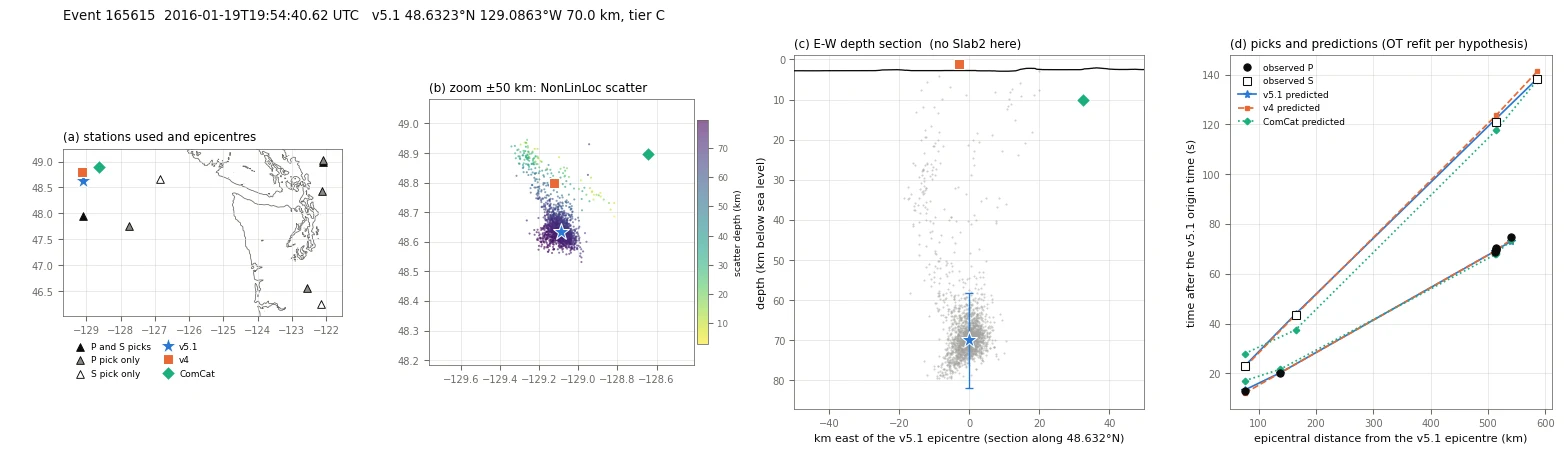 Event 165615  2016-01-19T19:54:40.62 UTC   v5.1 48.6323°N 129.0863°W 70.0 km, tier C
(a) stations used and epicentres
49.0
48.5
48.0
47.5
47.0
46.5
−129 −128 −127 −126 −125 −124 −123 −122
P and S picks
P pick only
S pick only
v5.1
v4
ComCat
(b) zoom ±50 km: NonLinLoc scatter
49.0
48.9
48.8
48.7
48.6
48.5
48.4
48.3
48.2
−129.6 −129.4 −129.2 −129.0 −128.8 −128.6
70
60
50
40
30
20
10
scatter depth (km)
(c) E-W depth section  (no Slab2 here)
0
10
20
30
40
50
60
70
80
depth (km below sea level)
−40 −20 0 20 40
km east of the v5.1 epicentre (section along 48.632°N)
(d) picks and predictions (OT refit per hypothesis)
observed P
observed S
v5.1 predicted
v4 predicted
ComCat predicted
140
120
100
80
60
40
20
time after the v5.1 origin time (s)
100 200 300 400 500 600
epicentral distance from the v5.1 epicentre (km)